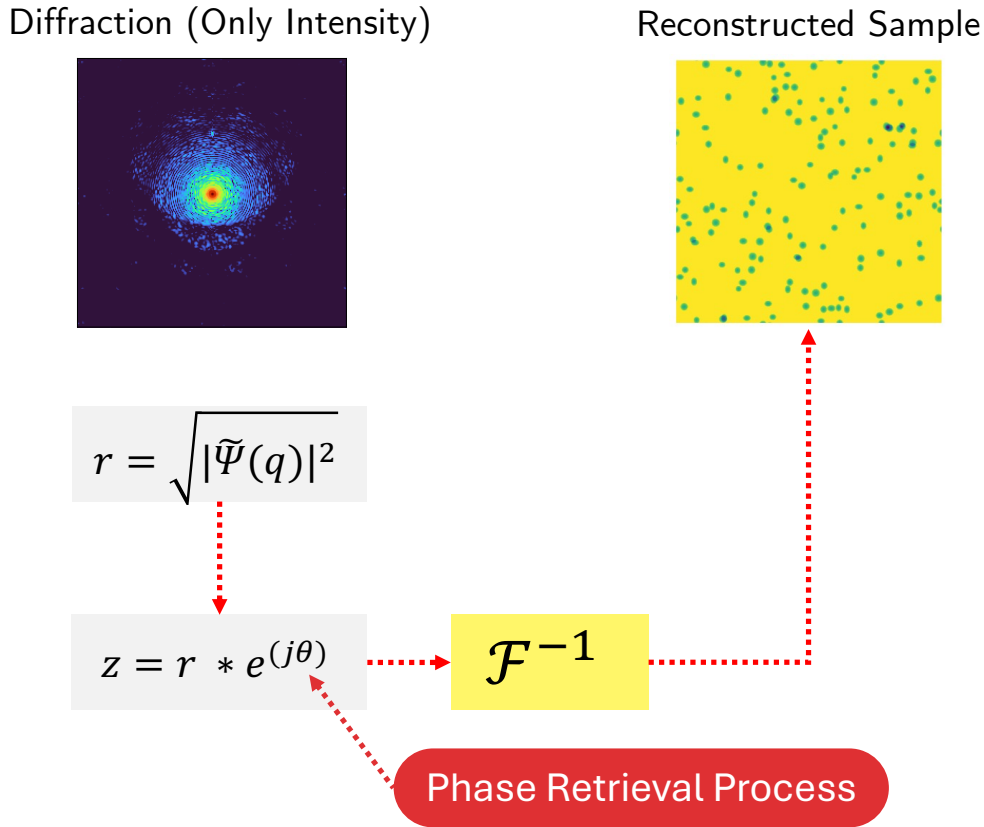 Diffraction (Only Intensity)
Reconstructed Sample
r = √|Ψ̃(q)|²
z = r * e^(jθ)
ℱ⁻¹
Phase Retrieval Process